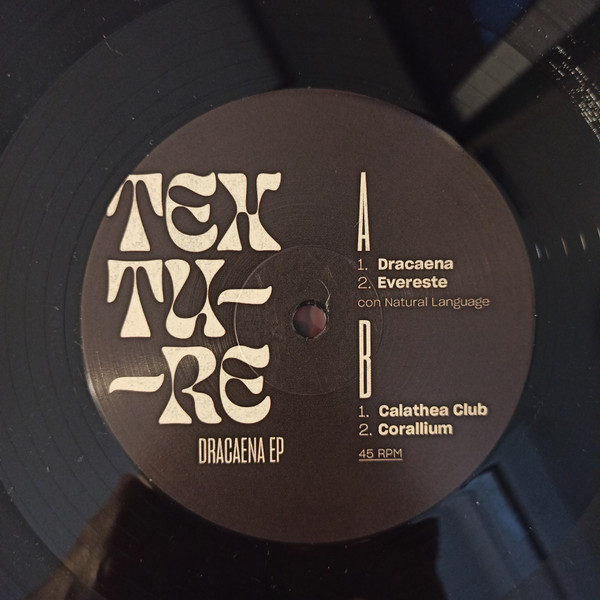 TEX
TU–
–RE
DRACAENA EP
A
1. Dracaena
2. Evereste
con Natural Language
B
1. Calathea Club
2. Corallium
45 RPM